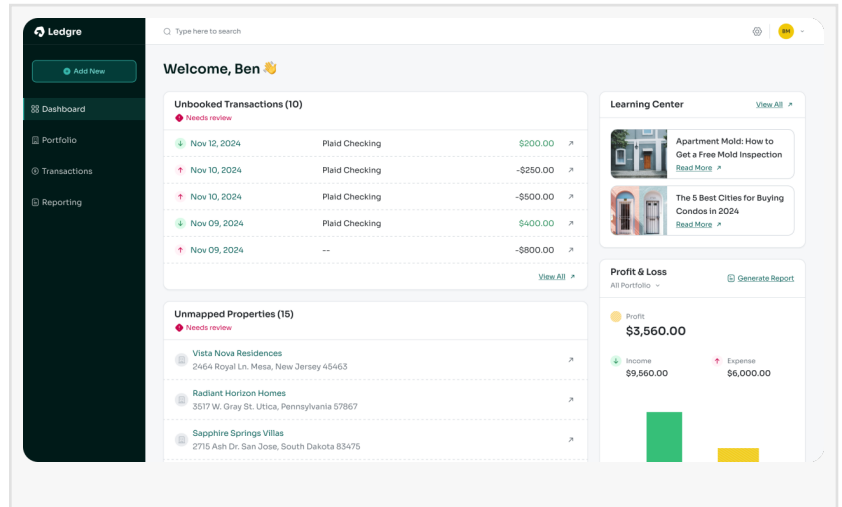 Ledgre
Type here to search
BM
Add New
Dashboard
Portfolio
Transactions
Reporting
Welcome, Ben 👋
Unbooked Transactions (10)
Needs review
Nov 12, 2024 Plaid Checking $200.00
Nov 10, 2024 Plaid Checking -$250.00
Nov 10, 2024 Plaid Checking -$500.00
Nov 09, 2024 Plaid Checking $400.00
Nov 09, 2024 -- -$800.00
View All
Unmapped Properties (15)
Needs review
Vista Nova Residences
2464 Royal Ln. Mesa, New Jersey 45463
Radiant Horizon Homes
3517 W. Gray St. Utica, Pennsylvania 57867
Sapphire Springs Villas
2715 Ash Dr. San Jose, South Dakota 83475
Learning Center View All
Apartment Mold: How to
Get a Free Mold Inspection
Read More
The 5 Best Cities for Buying
Condos in 2024
Read More
Profit & Loss
All Portfolio
Generate Report
Profit
$3,560.00
Income Expense
$9,560.00 $6,000.00